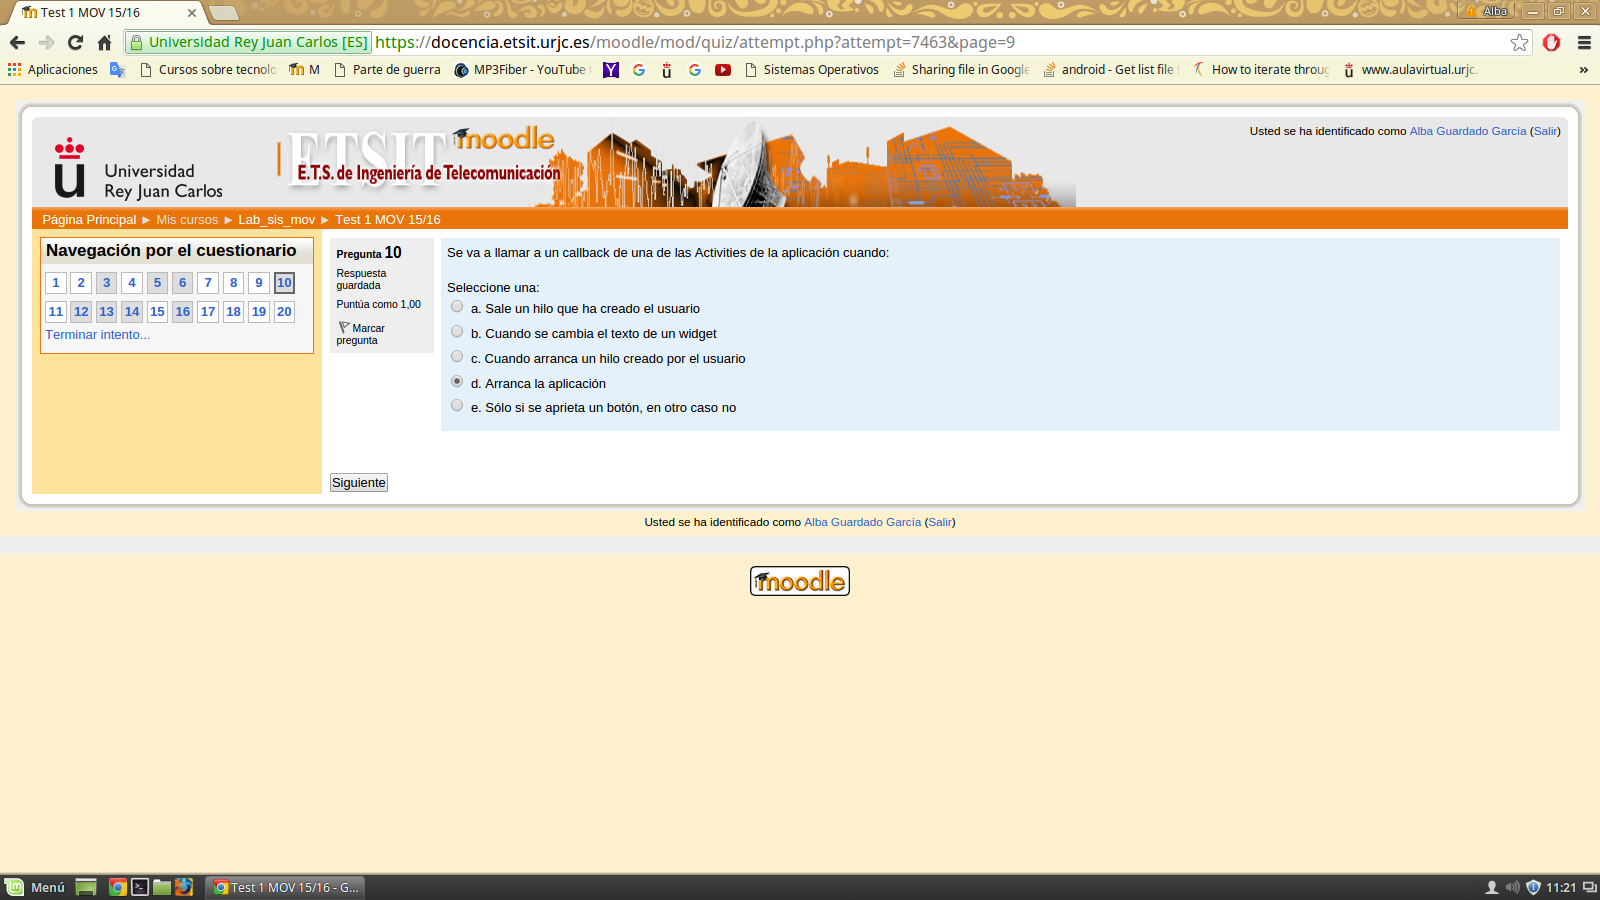 Test 1 MOV 15/16
Alba
Universidad Rey Juan Carlos [ES]
https://docencia.etsit.urjc.es/moodle/mod/quiz/attempt.php?attempt=7463&page=9
Aplicaciones
Cursos sobre tecnolo
M
Parte de guerra
MP3Fiber - YouTube
Sistemas Operativos
Sharing file in Google
android - Get list file
How to iterate throug
www.aulavirtual.urjc.
»
Universidad
Rey Juan Carlos
ETSIT moodle
E.T.S. de Ingeniería de Telecomunicación
Usted se ha identificado como Alba Guardado García (Salir)
Página Principal ► Mis cursos ► Lab_sis_mov ► Test 1 MOV 15/16
Navegación por el cuestionario
1 2 3 4 5 6 7 8 9 10
11 12 13 14 15 16 17 18 19 20
Terminar intento...
Pregunta 10
Respuesta
guardada
Puntúa como 1,00
Marcar
pregunta
Se va a llamar a un callback de una de las Activities de la aplicación cuando:
Seleccione una:
a. Sale un hilo que ha creado el usuario
b. Cuando se cambia el texto de un widget
c. Cuando arranca un hilo creado por el usuario
d. Arranca la aplicación
e. Sólo si se aprieta un botón, en otro caso no
Siguiente
Usted se ha identificado como Alba Guardado García (Salir)
moodle
Menú
Test 1 MOV 15/16 - G...
11:21